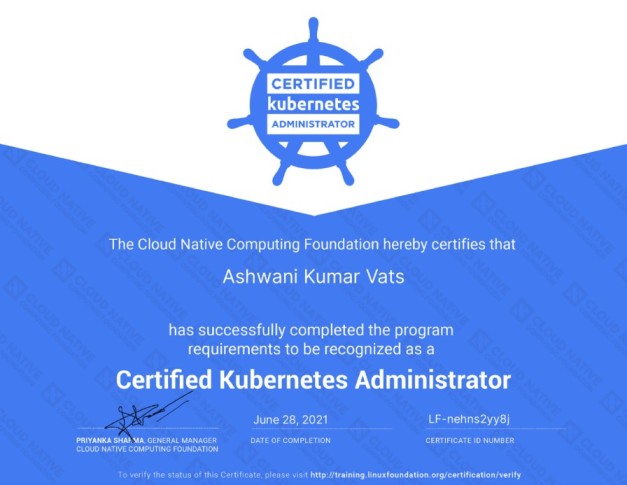 CERTIFIED
kubernetes
ADMINISTRATOR
The Cloud Native Computing Foundation hereby certifies that
Ashwani Kumar Vats
has successfully completed the program
requirements to be recognized as a
Certified Kubernetes Administrator
June 28, 2021
LF-nehns2yy8j
PRIYANKA SHARMA, GENERAL MANAGER
CLOUD NATIVE COMPUTING FOUNDATION
DATE OF COMPLETION
CERTIFICATE ID NUMBER
To verify the status of this Certificate, please visit http://training.linuxfoundation.org/certification/verify